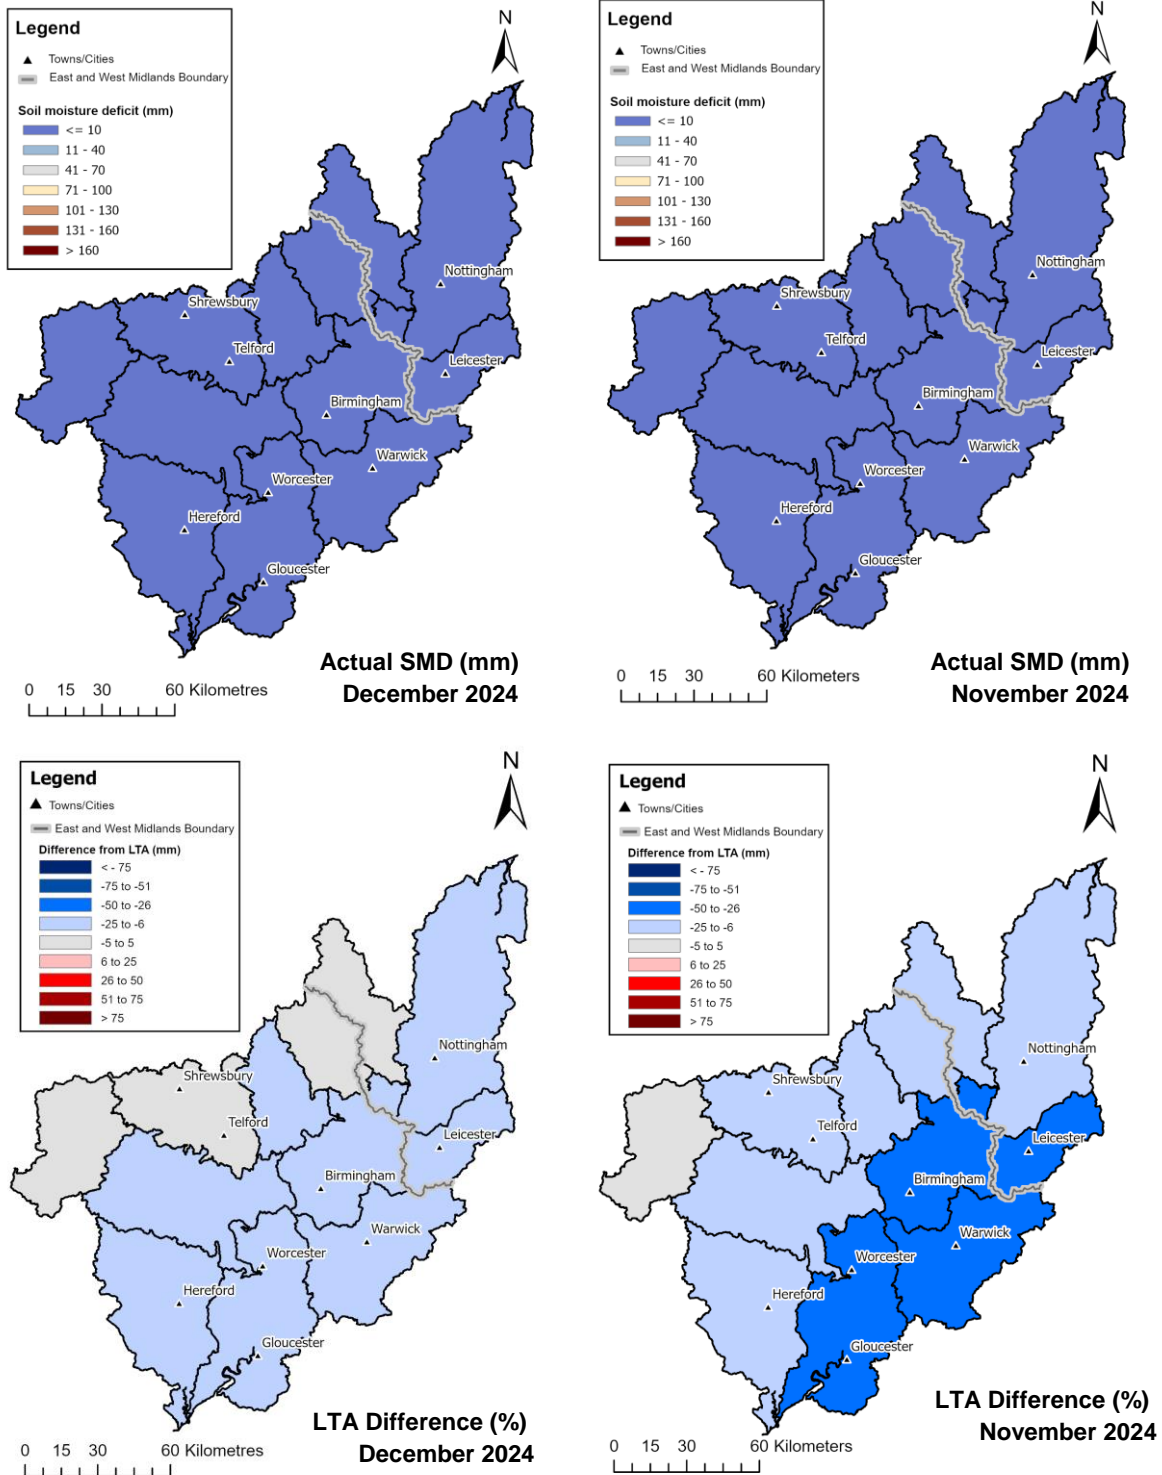 Legend
Towns/Cities
East and West Midlands Boundary
Soil moisture deficit (mm)
<= 10
11 - 40
41 - 70
71 - 100
101 - 130
131 - 160
> 160
N
Nottingham
Shrewsbury
Telford
Leicester
Birmingham
Warwick
Worcester
Hereford
Gloucester
Actual SMD (mm)
December 2024
0 15 30 60 Kilometres
Legend
Towns/Cities
East and West Midlands Boundary
Soil moisture deficit (mm)
<= 10
11 - 40
41 - 70
71 - 100
101 - 130
131 - 160
> 160
N
Nottingham
Shrewsbury
Telford
Leicester
Birmingham
Warwick
Worcester
Hereford
Gloucester
Actual SMD (mm)
November 2024
0 15 30 60 Kilometers
Legend
Towns/Cities
East and West Midlands Boundary
Difference from LTA (mm)
< - 75
-75 to -51
-50 to -26
-25 to -6
-5 to 5
6 to 25
26 to 50
51 to 75
> 75
N
Nottingham
Shrewsbury
Telford
Leicester
Birmingham
Warwick
Worcester
Hereford
Gloucester
LTA Difference (%)
December 2024
0 15 30 60 Kilometres
Legend
Towns/Cities
East and West Midlands Boundary
Difference from LTA (mm)
< - 75
-75 to -51
-50 to -26
-25 to -6
-5 to 5
6 to 25
26 to 50
51 to 75
> 75
N
Nottingham
Shrewsbury
Telford
Leicester
Birmingham
Warwick
Worcester
Hereford
Gloucester
LTA Difference (%)
November 2024
0 15 30 60 Kilometers